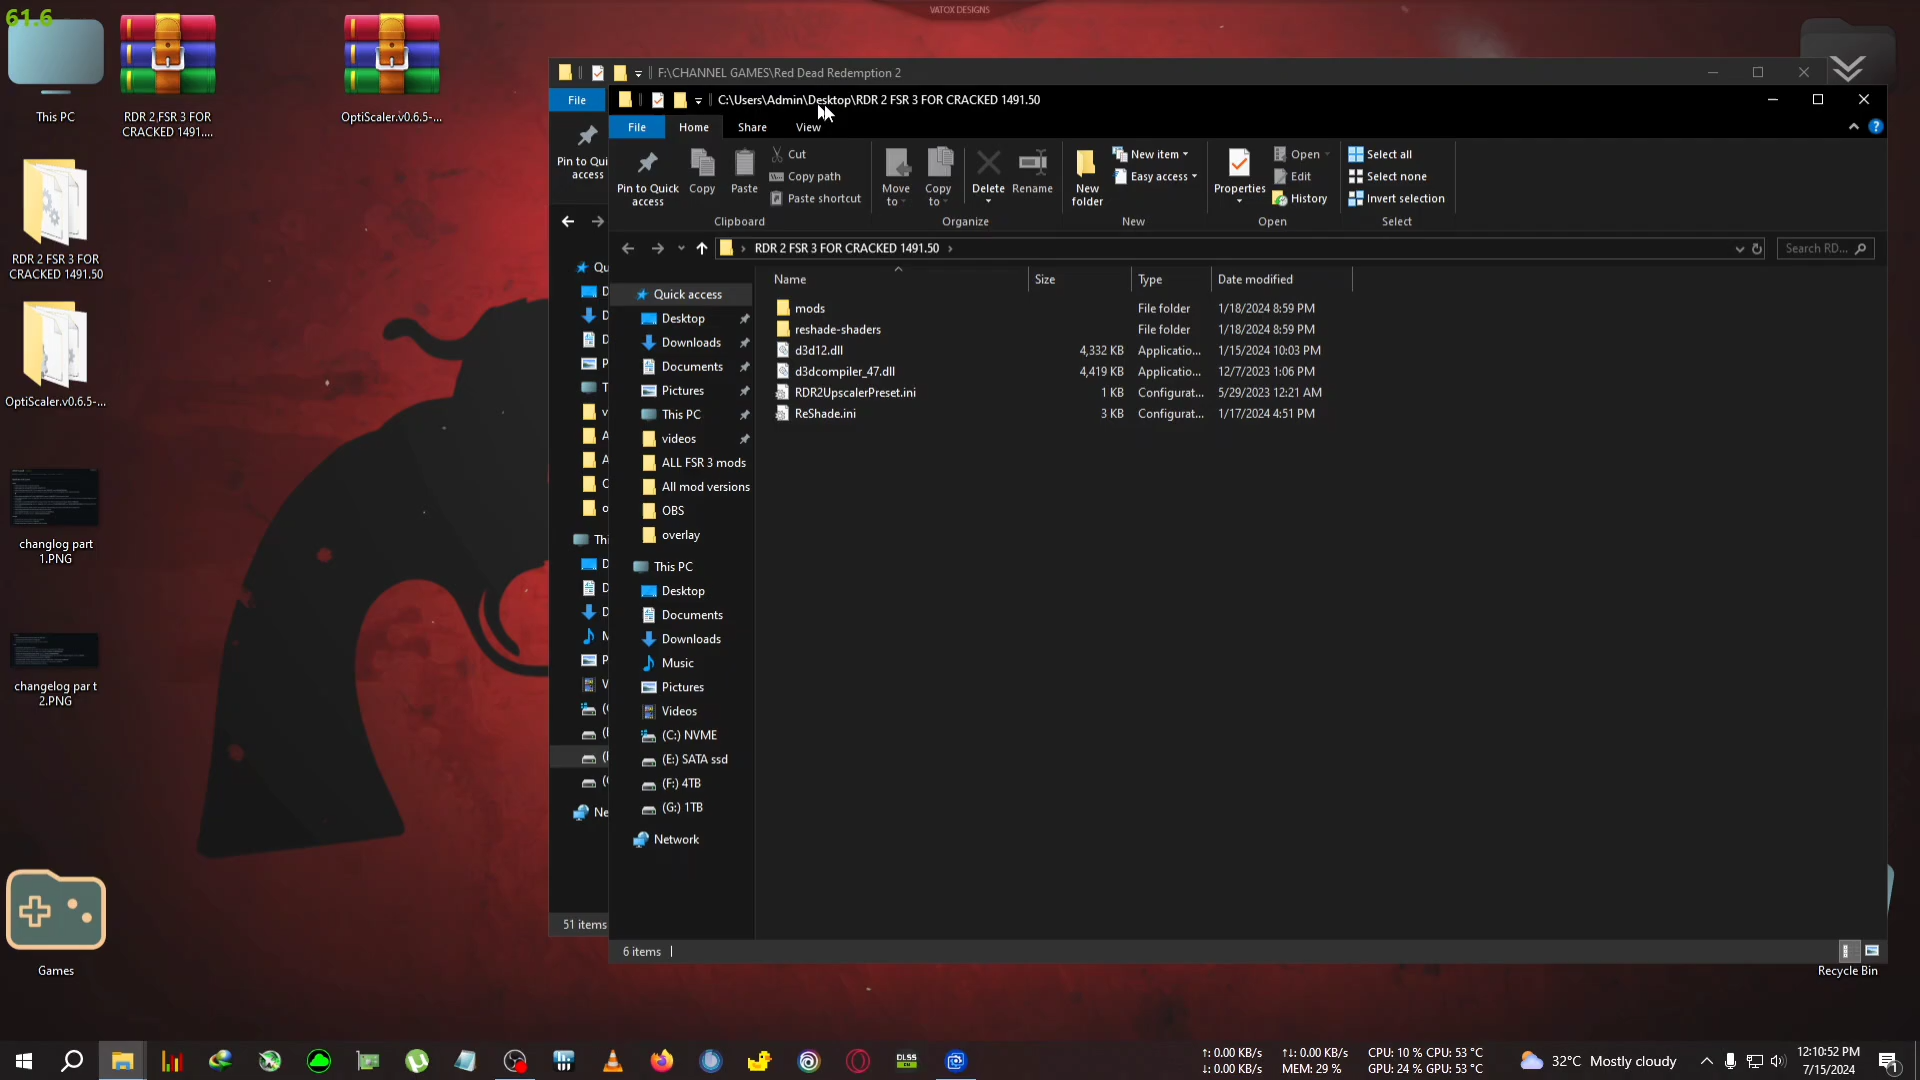 61.6
VATOX DESIGNS
This PC
RDR 2 FSR 3 FOR
CRACKED 1491....
OptiScaler.v0.6.5-...
RDR 2 FSR 3 FOR
CRACKED 1491.50
OptiScaler.v0.6.5-...
changlog part
1.PNG
changelog par t
2.PNG
Games
Recycle Bin
F:\CHANNEL GAMES\Red Dead Redemption 2
File
Pin to Qui
access
Qu
D
D
D
P
T
v
A
A
C
o
Thi
D
D
D
M
P
V
Ne
51 items
C:\Users\Admin\Desktop\RDR 2 FSR 3 FOR CRACKED 1491.50
File
Home
Share
View
Pin to Quick
access
Copy
Paste
Cut
Copy path
Paste shortcut
Clipboard
Move
to
Copy
to
Delete
Rename
Organize
New
folder
New item
Easy access
New
Properties
Open
Edit
History
Open
Select all
Select none
Invert selection
Select
RDR 2 FSR 3 FOR CRACKED 1491.50
Search RD...
Name Size Type Date modified
mods File folder 1/18/2024 8:59 PM
reshade-shaders File folder 1/18/2024 8:59 PM
d3d12.dll 4,332 KB Applicatio... 1/15/2024 10:03 PM
d3dcompiler_47.dll 4,419 KB Applicatio... 12/7/2023 1:06 PM
RDR2UpscalerPreset.ini 1 KB Configurat... 5/29/2023 12:21 AM
ReShade.ini 3 KB Configurat... 1/17/2024 4:51 PM
Quick access
Desktop
Downloads
Documents
Pictures
This PC
videos
ALL FSR 3 mods
All mod versions
OBS
overlay
This PC
Desktop
Documents
Downloads
Music
Pictures
Videos
(C:) NVME
(E:) SATA ssd
(F:) 4TB
(G:) 1TB
Network
6 items
DLSS
↑: 0.00 KB/s
↓: 0.00 KB/s
↑↓: 0.00 KB/s
MEM: 29 %
CPU: 10 % CPU: 53 °C
GPU: 24 % GPU: 53 °C
32°C Mostly cloudy
12:10:52 PM
7/15/2024
1